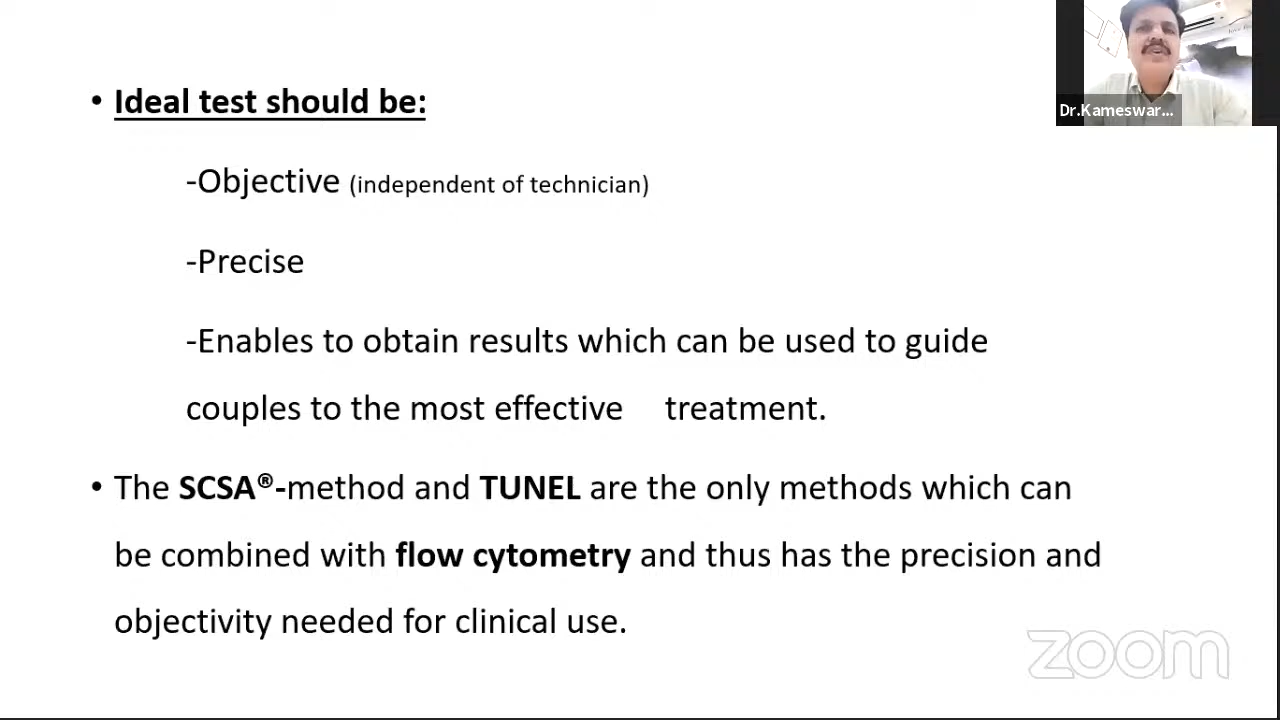 • Ideal test should be:
-Objective (independent of technician)
-Precise
-Enables to obtain results which can be used to guide
couples to the most effective treatment.
• The SCSA®-method and TUNEL are the only methods which can
be combined with flow cytometry and thus has the precision and
objectivity needed for clinical use.
Dr.Kameswar...
zoom